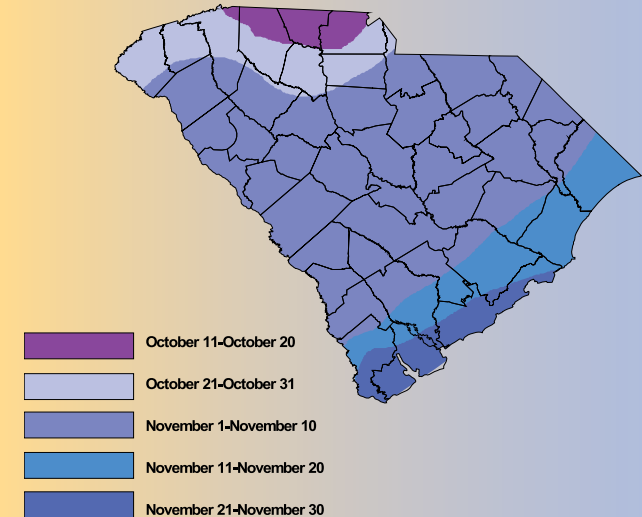 October 11-October 20
October 21-October 31
November 1-November 10
November 11-November 20
November 21-November 30